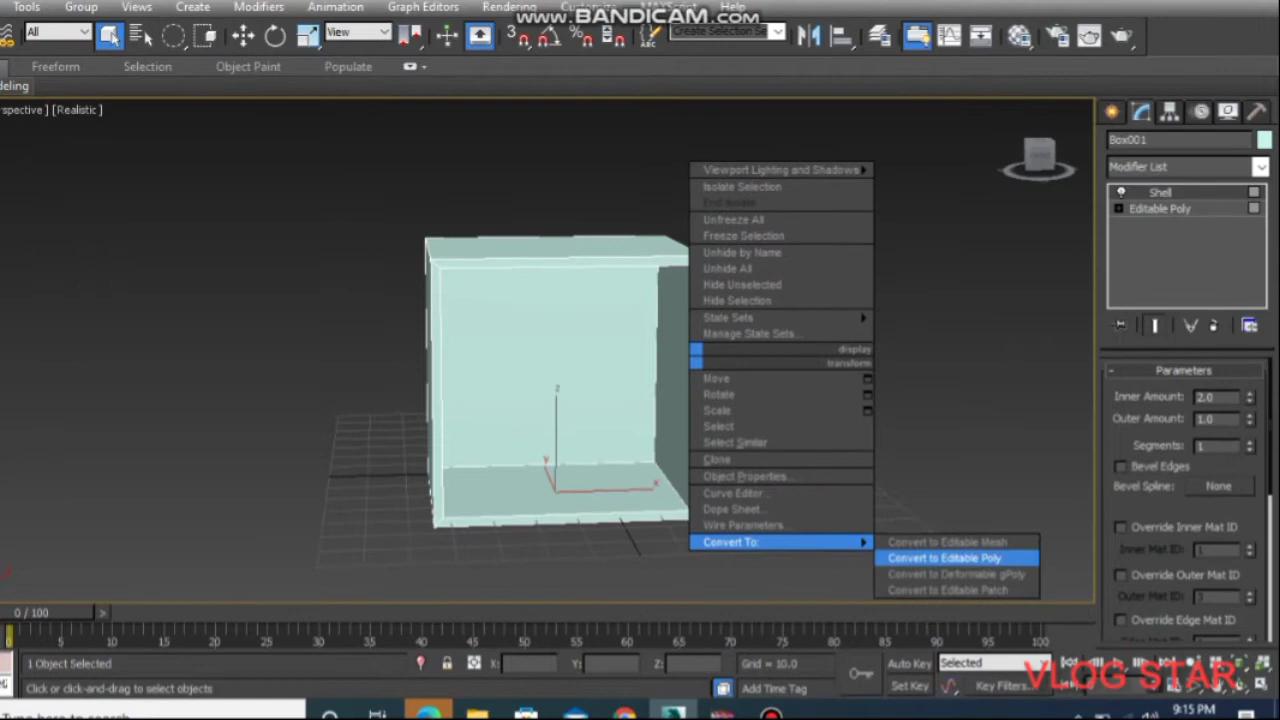 Tools Group Views Create Modifiers Animation Graph Editors Rendering Customize MAXScript
www.BANDICAM.com
All View Create Selection Se
Freeform Selection Object Paint Populate
deling
spective ] [Realistic ]
Box001
Modifier List
Shell
Editable Poly
Viewport Lighting and Shadows
Isolate Selection
End Isolate
Unfreeze All
Freeze Selection
Unhide by Name
Unhide All
Hide Unselected
Hide Selection
State Sets
Manage State Sets...
display
transform
Move
Rotate
Scale
Select
Select Similar
Clone
Object Properties...
Curve Editor...
Dope Sheet...
Wire Parameters...
Convert To:
Convert to Editable Mesh
Convert to Editable Poly
Convert to Deformable gPoly
Convert to Editable Patch
Parameters
Inner Amount: 2.0
Outer Amount: 1.0
Segments: 1
Bevel Edges
Bevel Spline: None
Override Inner Mat ID
Inner Mat ID: 1
Override Outer Mat ID
Outer Mat ID: 3
Override Edge Mat ID
z
y
x
0 / 100
0 5 10 15 20 25 30 35 40 45 50 55 60 65 70 75 80 85 90 95 100
1 Object Selected X: Y: Z: Grid = 10.0 Auto Key Selected
Click or click-and-drag to select objects Add Time Tag Set Key Key Filters...
VLOG STAR
Type here to search
9:15 PM